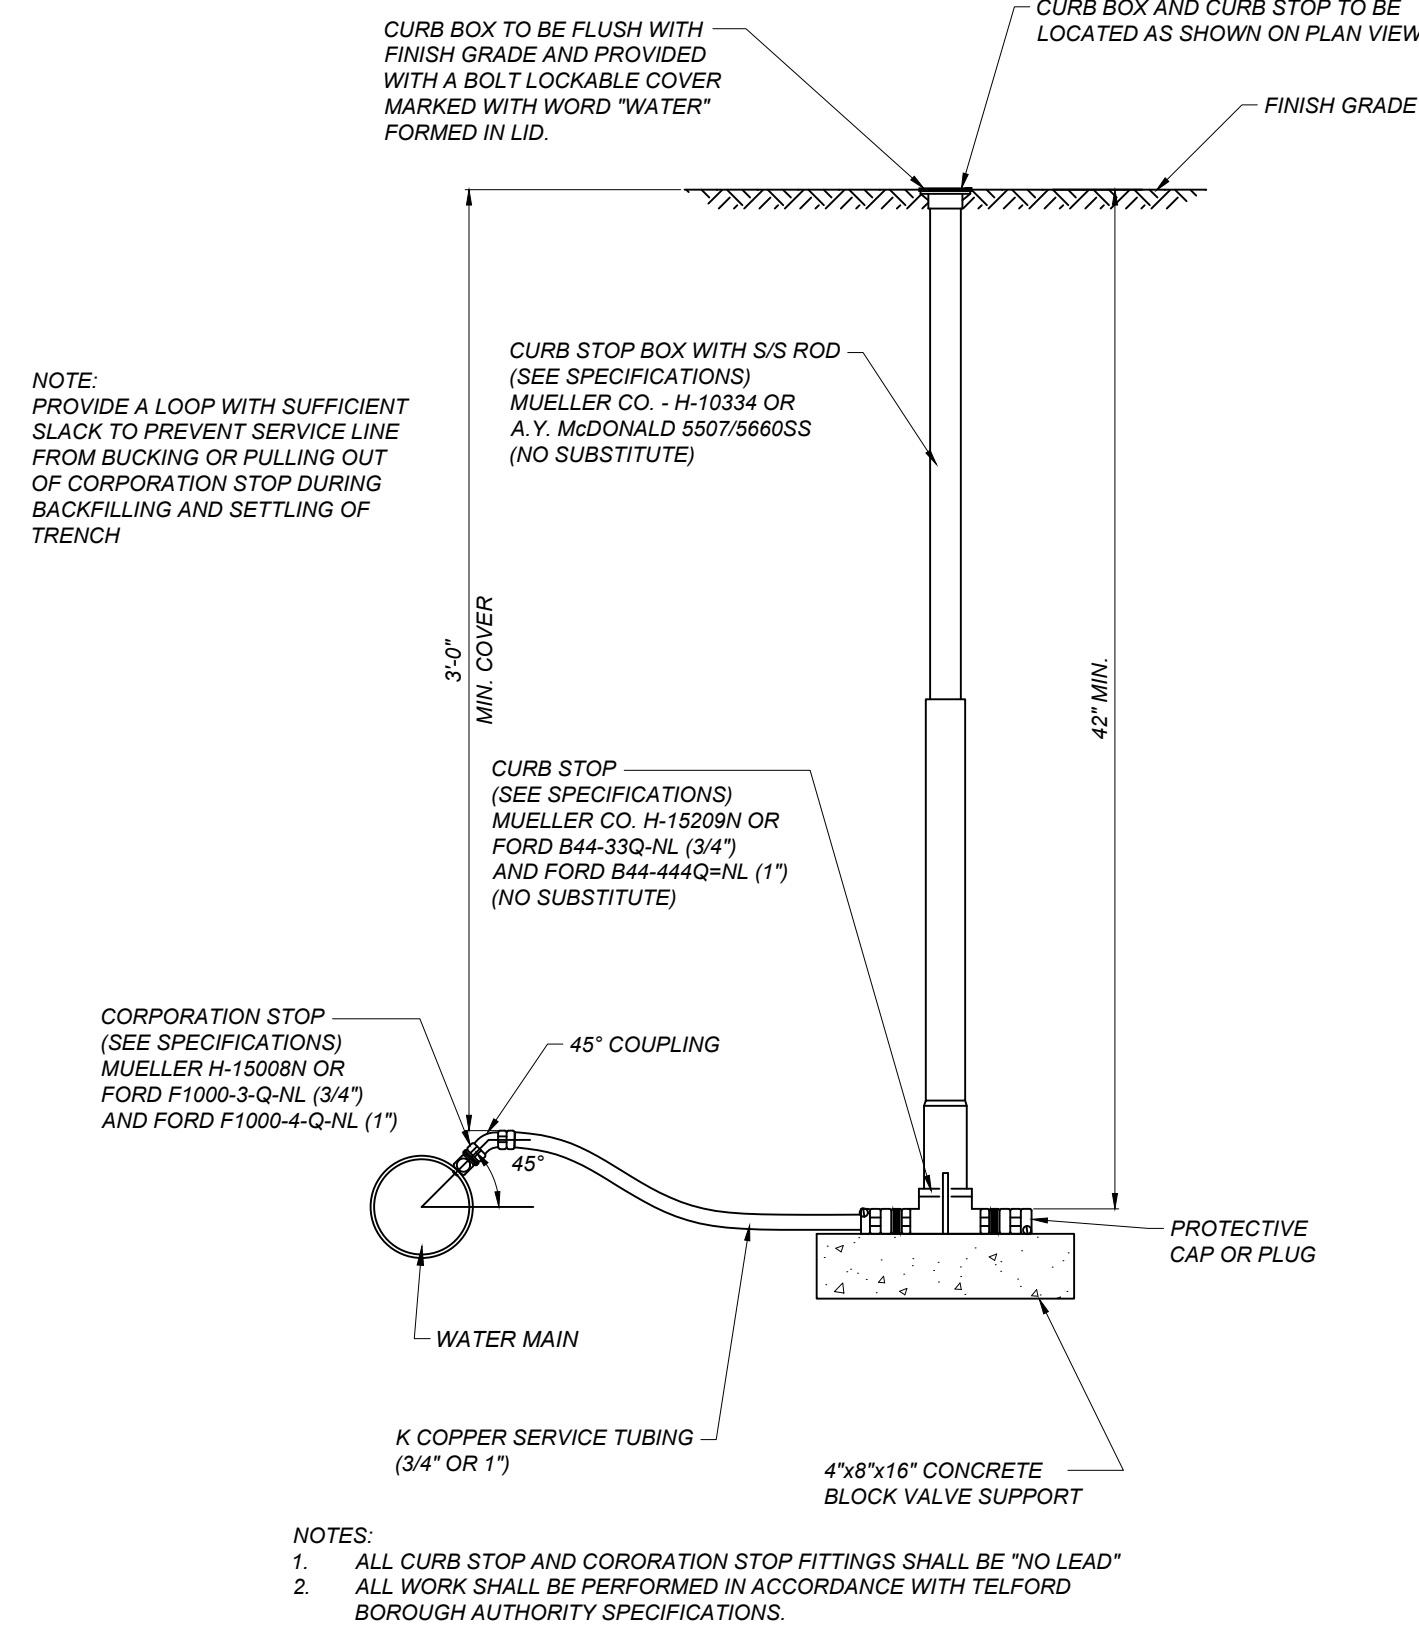 CURB BOX TO BE FLUSH WITH
FINISH GRADE AND PROVIDED
WITH A BOLT LOCKABLE COVER
MARKED WITH WORD "WATER"
FORMED IN LID.
CURB BOX AND CURB STOP TO BE
LOCATED AS SHOWN ON PLAN VIEW
FINISH GRADE
CURB STOP BOX WITH S/S ROD
(SEE SPECIFICATIONS)
MUELLER CO. - H-10334 OR
A.Y. McDONALD 5507/5660SS
(NO SUBSTITUTE)
NOTE:
PROVIDE A LOOP WITH SUFFICIENT
SLACK TO PREVENT SERVICE LINE
FROM BUCKING OR PULLING OUT
OF CORPORATION STOP DURING
BACKFILLING AND SETTLING OF
TRENCH
3'-0"
MIN. COVER
42" MIN.
CURB STOP
(SEE SPECIFICATIONS)
MUELLER CO. H-15209N OR
FORD B44-33Q-NL (3/4")
AND FORD B44-444Q=NL (1")
(NO SUBSTITUTE)
CORPORATION STOP
(SEE SPECIFICATIONS)
MUELLER H-15008N OR
FORD F1000-3-Q-NL (3/4")
AND FORD F1000-4-Q-NL (1")
45° COUPLING
45°
PROTECTIVE
CAP OR PLUG
WATER MAIN
K COPPER SERVICE TUBING
(3/4" OR 1")
4"x8"x16" CONCRETE
BLOCK VALVE SUPPORT
NOTES:
1. ALL CURB STOP AND CORORATION STOP FITTINGS SHALL BE "NO LEAD"
2. ALL WORK SHALL BE PERFORMED IN ACCORDANCE WITH TELFORD
BOROUGH AUTHORITY SPECIFICATIONS.